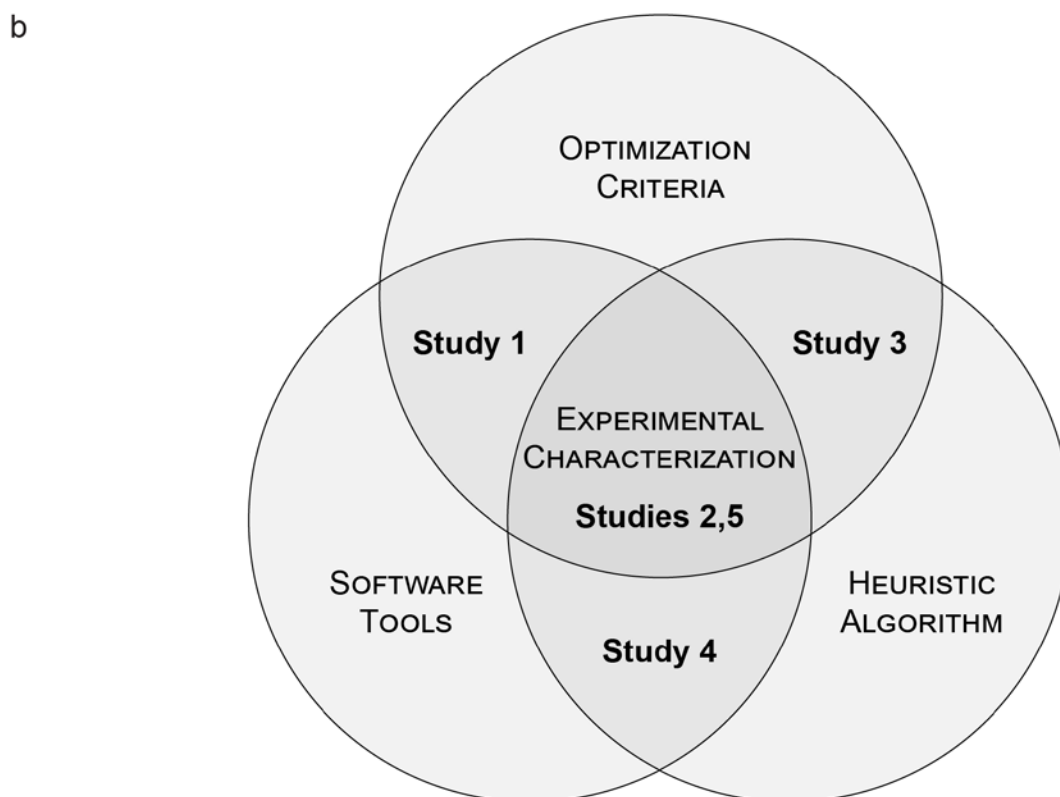 b
OPTIMIZATION
CRITERIA
Study 1
Study 3
EXPERIMENTAL
CHARACTERIZATION
Studies 2,5
SOFTWARE
TOOLS
HEURISTIC
ALGORITHM
Study 4